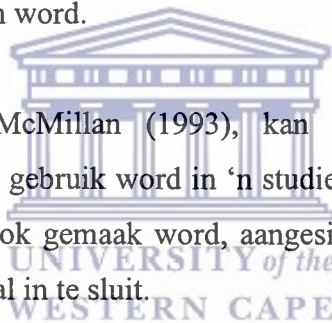 n word.
McMillan (1993), kan
gebruik word in ‘n studie
ok gemaak word, aangesi
UNIVERSITY of the
al in te sluit.
WESTERN CAPE